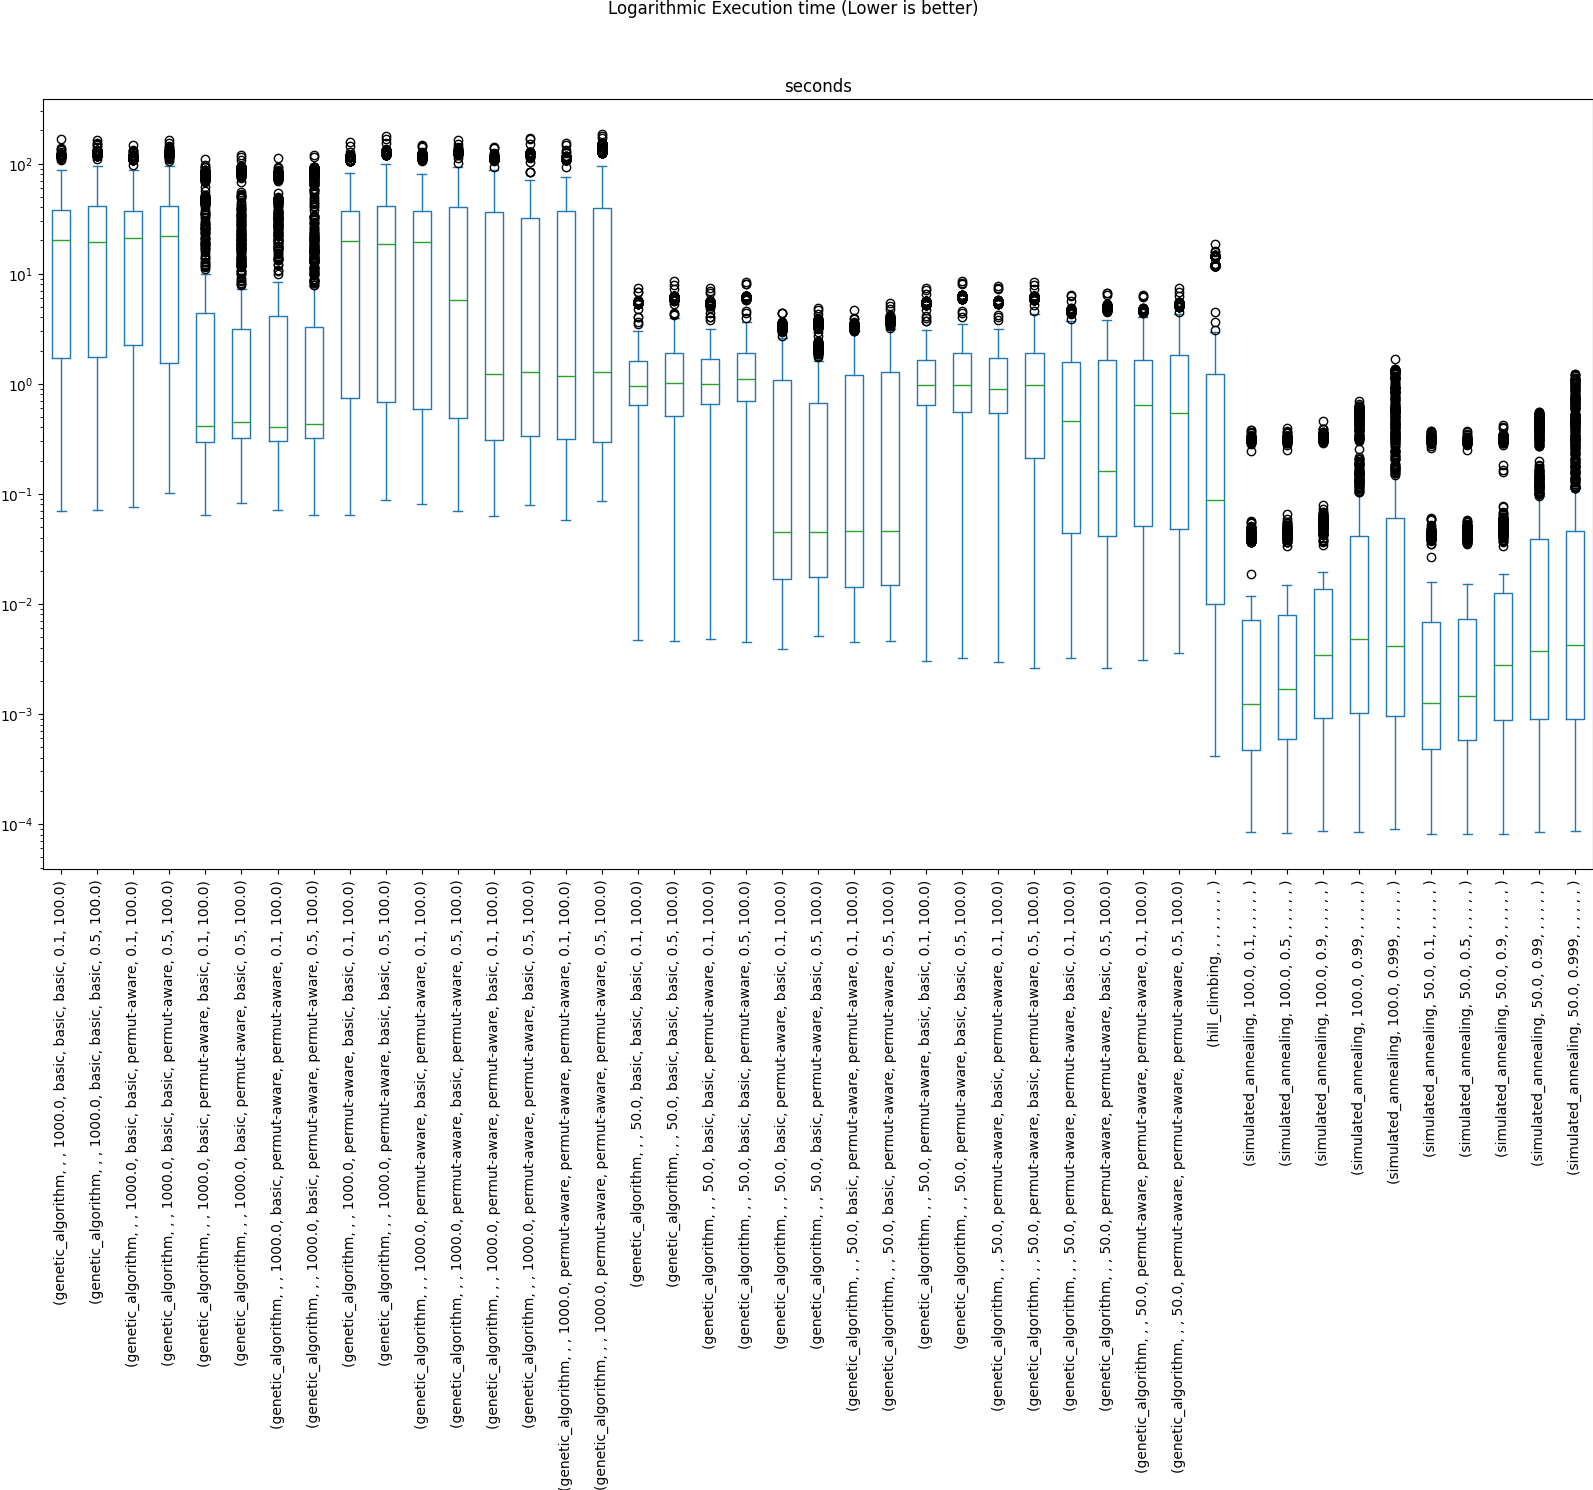 Logarithmic Execution time (Lower is better)
seconds
10²
10¹
10⁰
10⁻¹
10⁻²
10⁻³
10⁻⁴
(genetic_algorithm, , , 1000.0, basic, basic, basic, 0.1, 100.0)
(genetic_algorithm, , , 1000.0, basic, basic, basic, 0.5, 100.0)
(genetic_algorithm, , , 1000.0, basic, basic, permut-aware, 0.1, 100.0)
(genetic_algorithm, , , 1000.0, basic, basic, permut-aware, 0.5, 100.0)
(genetic_algorithm, , , 1000.0, basic, permut-aware, basic, 0.1, 100.0)
(genetic_algorithm, , , 1000.0, basic, permut-aware, basic, 0.5, 100.0)
(genetic_algorithm, , , 1000.0, basic, permut-aware, permut-aware, 0.1, 100.0)
(genetic_algorithm, , , 1000.0, basic, permut-aware, permut-aware, 0.5, 100.0)
(genetic_algorithm, , , 1000.0, permut-aware, basic, basic, 0.1, 100.0)
(genetic_algorithm, , , 1000.0, permut-aware, basic, basic, 0.5, 100.0)
(genetic_algorithm, , , 1000.0, permut-aware, basic, permut-aware, 0.1, 100.0)
(genetic_algorithm, , , 1000.0, permut-aware, basic, permut-aware, 0.5, 100.0)
(genetic_algorithm, , , 1000.0, permut-aware, permut-aware, basic, 0.1, 100.0)
(genetic_algorithm, , , 1000.0, permut-aware, permut-aware, basic, 0.5, 100.0)
(genetic_algorithm, , , 1000.0, permut-aware, permut-aware, permut-aware, 0.1, 100.0)
(genetic_algorithm, , , 1000.0, permut-aware, permut-aware, permut-aware, 0.5, 100.0)
(genetic_algorithm, , , 50.0, basic, basic, basic, 0.1, 100.0)
(genetic_algorithm, , , 50.0, basic, basic, basic, 0.5, 100.0)
(genetic_algorithm, , , 50.0, basic, basic, permut-aware, 0.1, 100.0)
(genetic_algorithm, , , 50.0, basic, basic, permut-aware, 0.5, 100.0)
(genetic_algorithm, , , 50.0, basic, permut-aware, basic, 0.1, 100.0)
(genetic_algorithm, , , 50.0, basic, permut-aware, basic, 0.5, 100.0)
(genetic_algorithm, , , 50.0, basic, permut-aware, permut-aware, 0.1, 100.0)
(genetic_algorithm, , , 50.0, basic, permut-aware, permut-aware, 0.5, 100.0)
(genetic_algorithm, , , 50.0, permut-aware, basic, basic, 0.1, 100.0)
(genetic_algorithm, , , 50.0, permut-aware, basic, basic, 0.5, 100.0)
(genetic_algorithm, , , 50.0, permut-aware, basic, permut-aware, 0.1, 100.0)
(genetic_algorithm, , , 50.0, permut-aware, basic, permut-aware, 0.5, 100.0)
(genetic_algorithm, , , 50.0, permut-aware, permut-aware, basic, 0.1, 100.0)
(genetic_algorithm, , , 50.0, permut-aware, permut-aware, basic, 0.5, 100.0)
(genetic_algorithm, , , 50.0, permut-aware, permut-aware, permut-aware, 0.1, 100.0)
(genetic_algorithm, , , 50.0, permut-aware, permut-aware, permut-aware, 0.5, 100.0)
(hill_climbing, , , , , , , , )
(simulated_annealing, 100.0, 0.1, , , , , , )
(simulated_annealing, 100.0, 0.5, , , , , , )
(simulated_annealing, 100.0, 0.9, , , , , , )
(simulated_annealing, 100.0, 0.99, , , , , , )
(simulated_annealing, 100.0, 0.999, , , , , , )
(simulated_annealing, 50.0, 0.1, , , , , , )
(simulated_annealing, 50.0, 0.5, , , , , , )
(simulated_annealing, 50.0, 0.9, , , , , , )
(simulated_annealing, 50.0, 0.99, , , , , , )
(simulated_annealing, 50.0, 0.999, , , , , , )